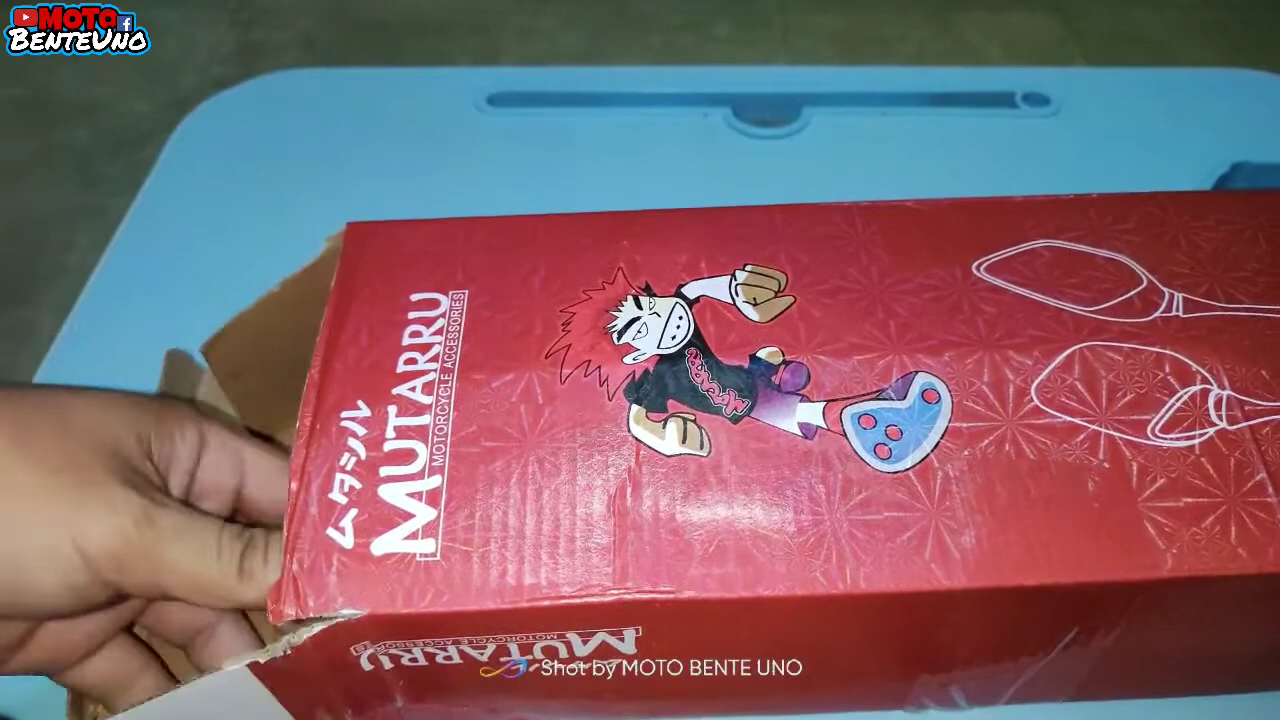 MOTO
BENTEUNO
ムタシル
MUTARRU
MOTORCYCLE ACCESSORIES
MUTARRU
MOTORCYCLE ACCESSORIES
Shot by MOTO BENTE UNO